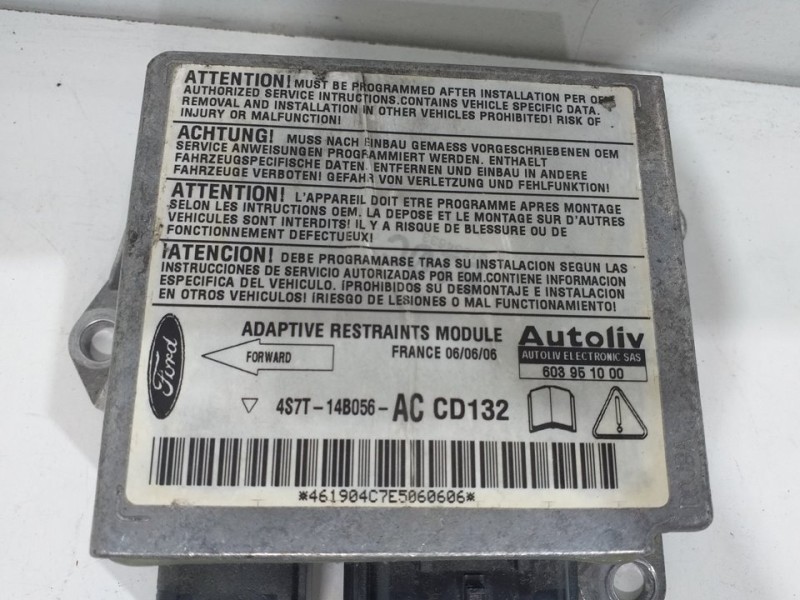 ATTENTION! MUST BE PROGRAMMED AFTER INSTALLATION PER OEM
AUTHORIZED SERVICE INTRUCTIONS.CONTAINS VEHICLE SPECIFIC DATA.
REMOVAL AND INSTALLATION IN OTHER VEHICLES PROHIBITED! RISK OF
INJURY OR MALFUNCTION!
ACHTUNG! MUSS NACH EINBAU GEMAESS VORGESCHRIEBENEN OEM
SERVICE ANWEISUNGEN PROGRAMMIERT WERDEN. ENTHAELT
FAHRZEUGSPEZIFISCHE DATEN. ENTFERNEN UND EINBAU IN ANDERE
FAHRZEUGE VERBOTEN! GEFAHR VON VERLETZUNG UND FEHLFUNKTION!
ATTENTION! L'APPAREIL DOIT ETRE PROGRAMME APRES MONTAGE
SELON LES INTRUCTIONS OEM. LA DEPOSE ET LE MONTAGE SUR D'AUTRES
VEHICULES SONT INTERDITS! IL Y A RISQUE DE BLESSURE OU DE
FONCTIONNEMENT DEFECTUEUX!
¡ATENCION! DEBE PROGRAMARSE TRAS SU INSTALACION SEGUN LAS
INSTRUCCIONES DE SERVICIO AUTORIZADAS POR EOM.CONTIENE INFORMACION
ESPECIFICA DEL VEHICULO. ¡PROHIBIDOS SU DESMONTAJE E INSTALACION
EN OTROS VEHICULOS! ¡RIESGO DE LESIONES O MAL FUNCIONAMIENTO!
ADAPTIVE RESTRAINTS MODULE
Autoliv
Ford
FORWARD
FRANCE 06/06/06
AUTOLIV ELECTRONIC SAS
603 95 10 00
4S7T-14B056-AC CD132
*461904C7E5060606*